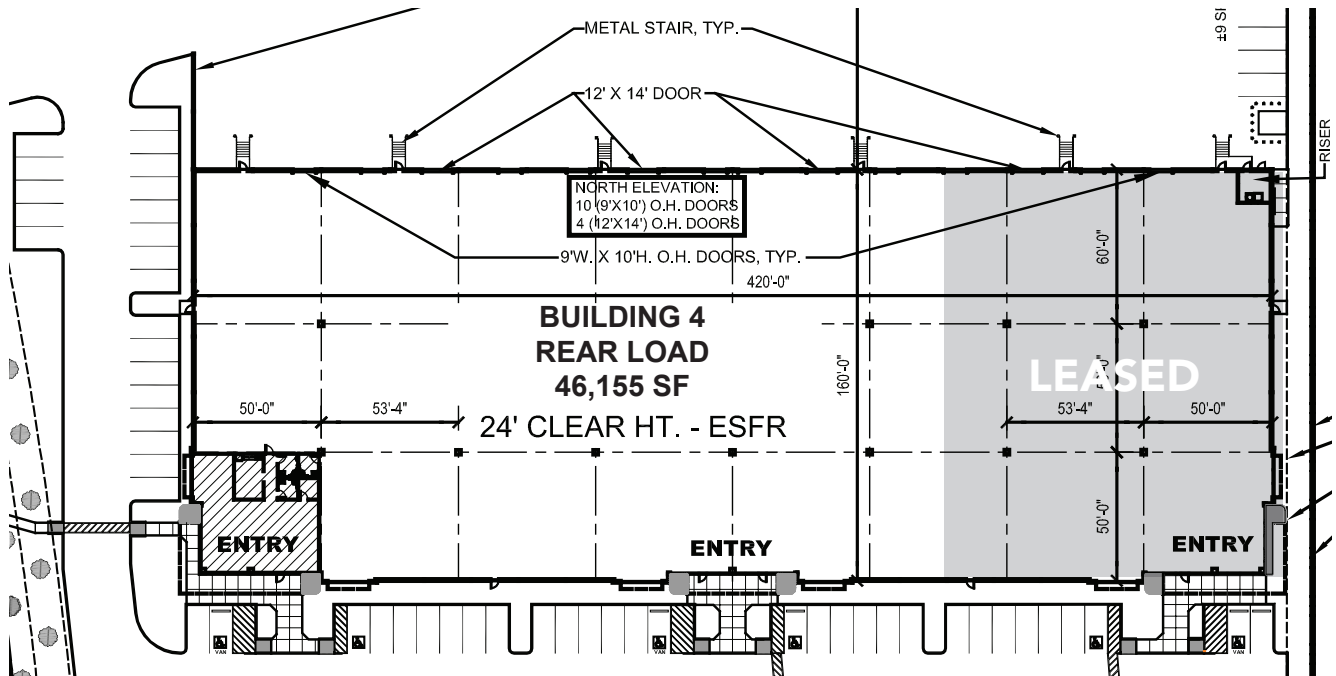 METAL STAIR, TYP.
12' X 14' DOOR
RISER
NORTH ELEVATION:
10 (9'X10') O.H. DOORS
4 (12'X14') O.H. DOORS
9'W. X 10'H. O.H. DOORS, TYP.
60'-0"
420'-0"
BUILDING 4
REAR LOAD
46,155 SF
24' CLEAR HT. - ESFR
160'-0"
LEASED
50'-0"
53'-4"
53'-4"
50'-0"
50'-0"
ENTRY
ENTRY
ENTRY
VAN
VAN
VAN